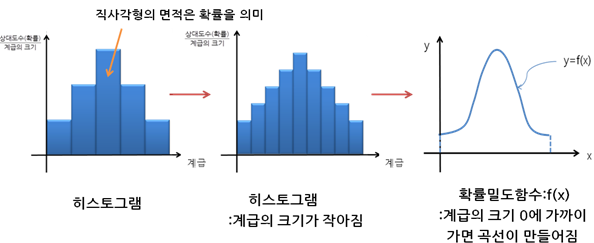 직사각형의 면적은 확률을 의미
상대도수(확률)
계급의 크기
계급
히스토그램
상대도수(확률)
계급의 크기
계급
히스토그램
:계급의 크기가 작아짐
y
y=f(x)
x
확률밀도함수:f(x)
:계급의 크기 0에 가까이
가면 곡선이 만들어짐